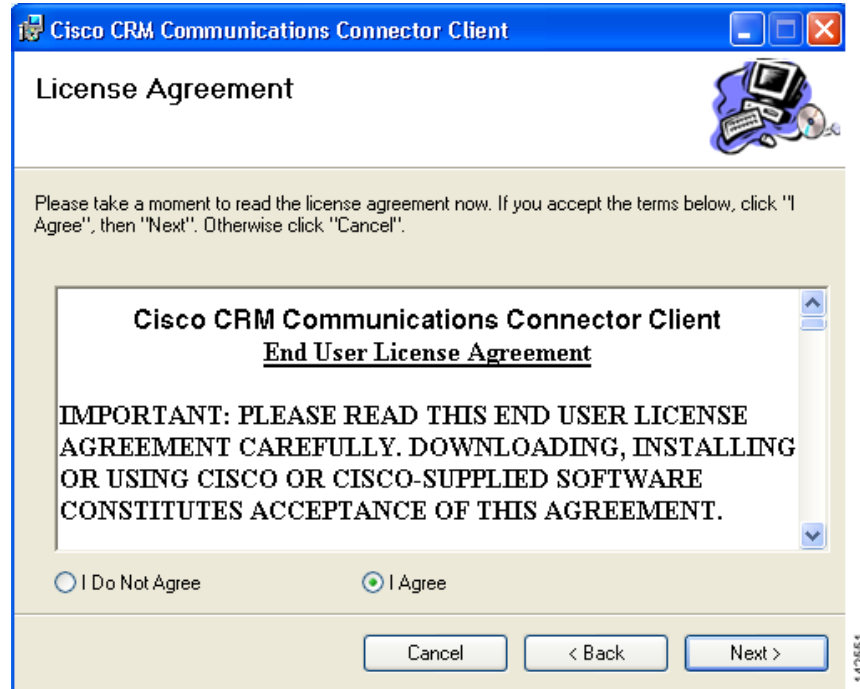 Cisco CRM Communications Connector Client
License Agreement
Please take a moment to read the license agreement now. If you accept the terms below, click "I
Agree", then "Next". Otherwise click "Cancel".
Cisco CRM Communications Connector Client
End User License Agreement
IMPORTANT: PLEASE READ THIS END USER LICENSE
AGREEMENT CAREFULLY. DOWNLOADING, INSTALLING
OR USING CISCO OR CISCO-SUPPLIED SOFTWARE
CONSTITUTES ACCEPTANCE OF THIS AGREEMENT.
I Do Not Agree
I Agree
Cancel
< Back
Next >